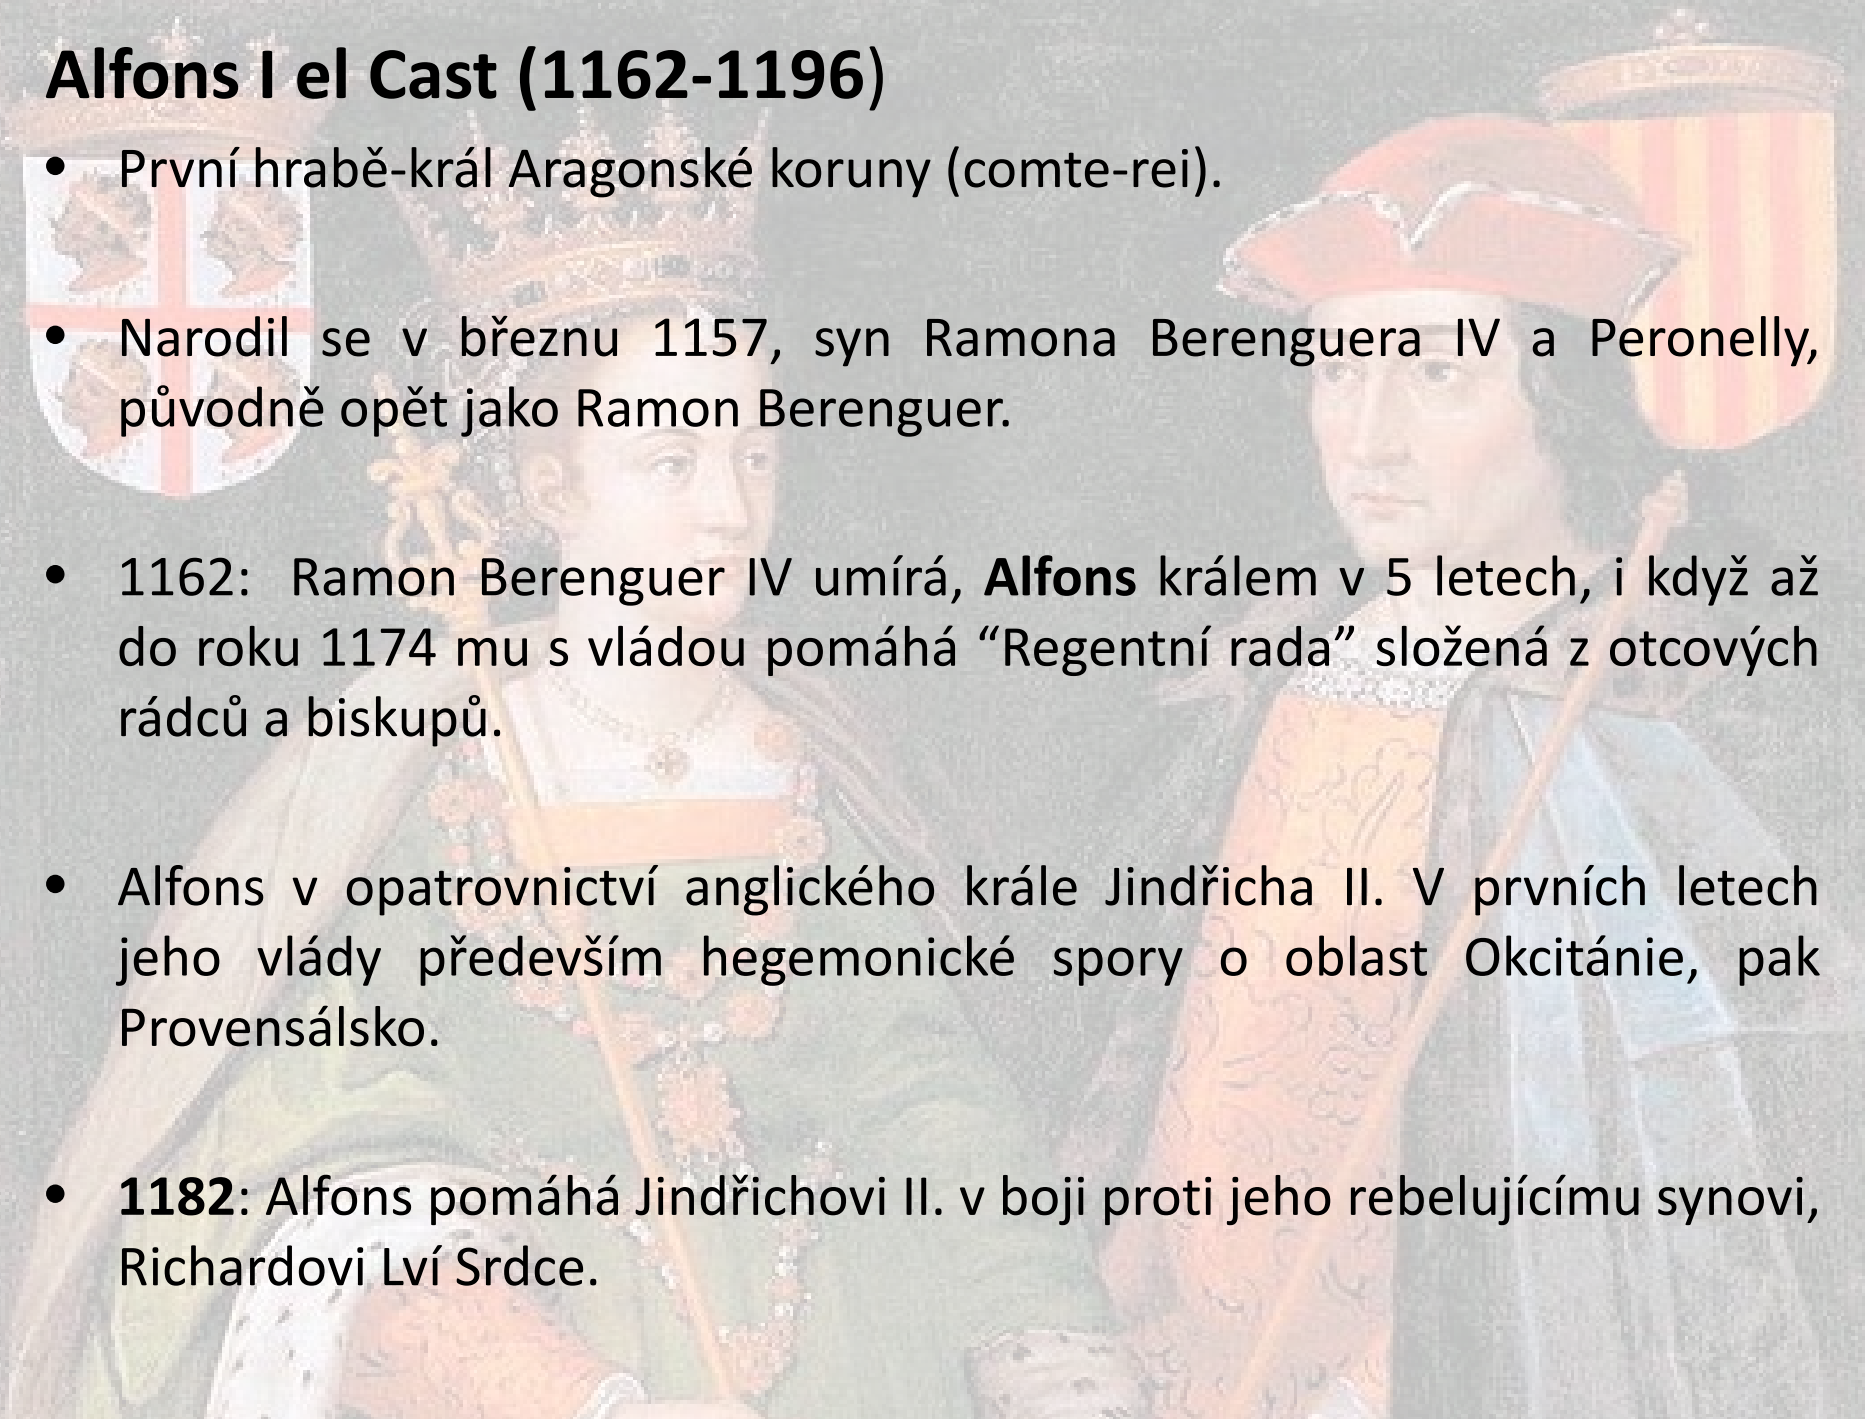 Alfons I el Cast (1162-1196)
• První hrabě-král Aragonské koruny (comte-rei).
• Narodil se v březnu 1157, syn Ramona Berenguera IV a Peronelly,
původně opět jako Ramon Berenguer.
• 1162: Ramon Berenguer IV umírá, Alfons králem v 5 letech, i když až
do roku 1174 mu s vládou pomáhá “Regentní rada” složená z otcových
rádců a biskupů.
• Alfons v opatrovnictví anglického krále Jindřicha II. V prvních letech
jeho vlády především hegemonické spory o oblast Okcitánie, pak
Provensálsko.
• 1182: Alfons pomáhá Jindřichovi II. v boji proti jeho rebelujícímu synovi,
Richardovi Lví Srdce.